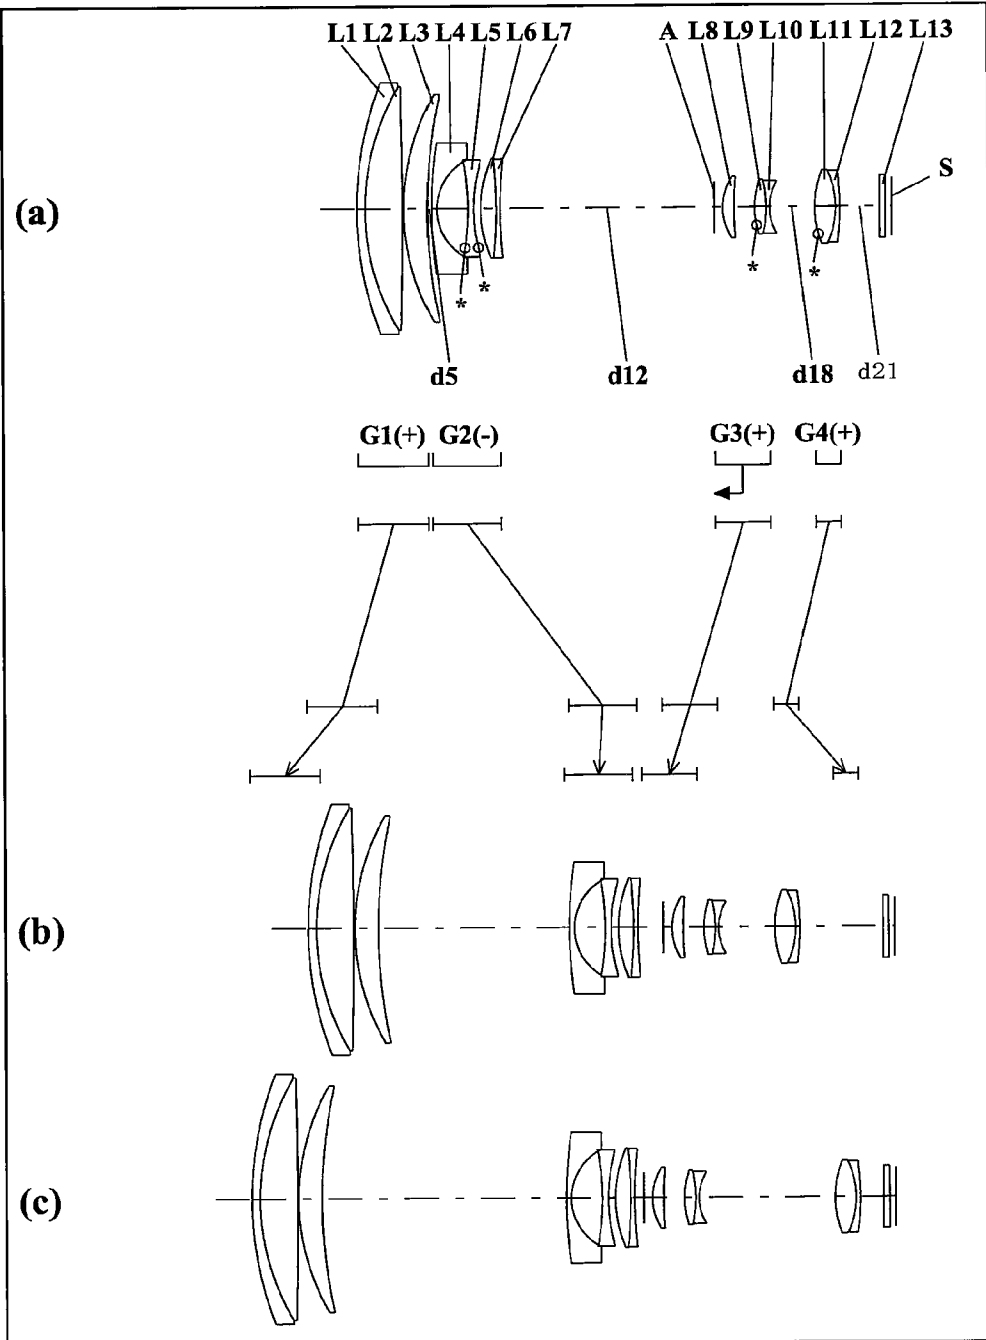 L1 L2 L3 L4 L5 L6 L7 A L8 L9 L10 L11 L12 L13
S
(a)
* * * *
d5 d12 d18 d21
G1(+) G2(-) G3(+) G4(+)
(b)
(c)